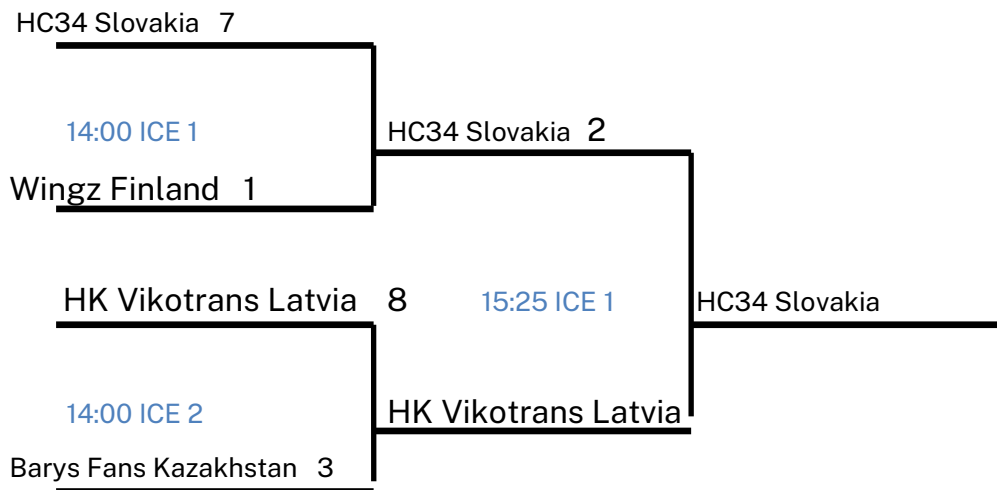 HC34 Slovakia 7
14:00 ICE 1
HC34 Slovakia 2
Wingz Finland 1
HK Vikotrans Latvia 8
15:25 ICE 1
HC34 Slovakia
14:00 ICE 2
HK Vikotrans Latvia
Barys Fans Kazakhstan 3